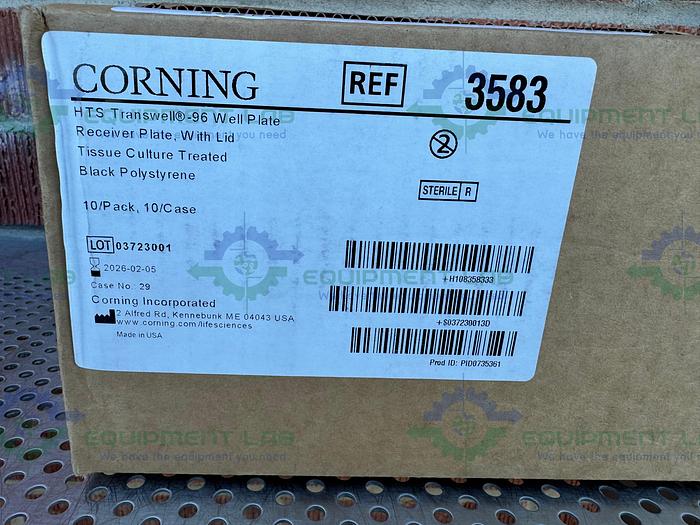 CORNING
REF 3583
HTS Transwell®-96 Well Plate
Receiver Plate, With Lid
Tissue Culture Treated
Black Polystyrene
2
STERILE R
10/Pack, 10/Case
LOT 03723001
2026-02-05
Case No: 29
Corning Incorporated
2 Alfred Rd, Kennebunk ME 04043 USA
www.corning.com/lifesciences
Made in USA
+H108358333
+S037230013D
Prod ID: PID0735361
EQUIPMENT LAB
We have the equipment you need